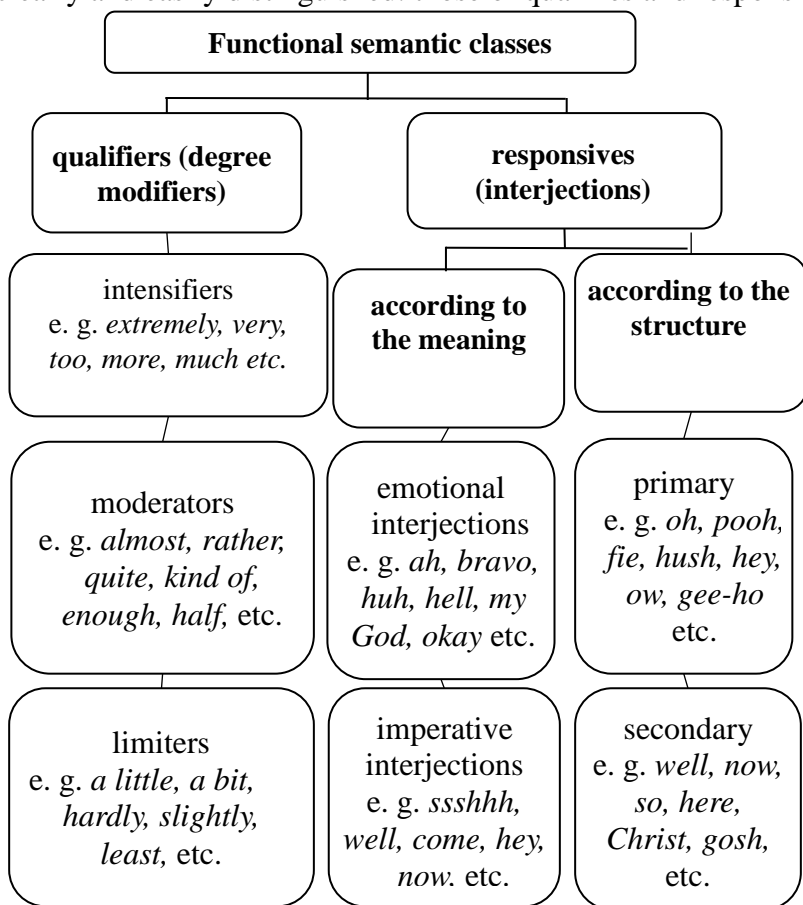 Functional semantic classes
qualifiers (degree
modifiers)
responsives
(interjections)
intensifiers
e. g. extremely, very,
too, more, much etc.
according to
the meaning
according to the
structure
moderators
e. g. almost, rather,
quite, kind of,
enough, half, etc.
emotional
interjections
e. g. ah, bravo,
huh, hell, my
God, okay etc.
primary
e. g. oh, pooh,
fie, hush, hey,
ow, gee-ho
etc.
limiters
e. g. a little, a bit,
hardly, slightly,
least, etc.
imperative
interjections
e. g. ssshhh,
well, come, hey,
now. etc.
secondary
e. g. well, now,
so, here,
Christ, gosh,
etc.